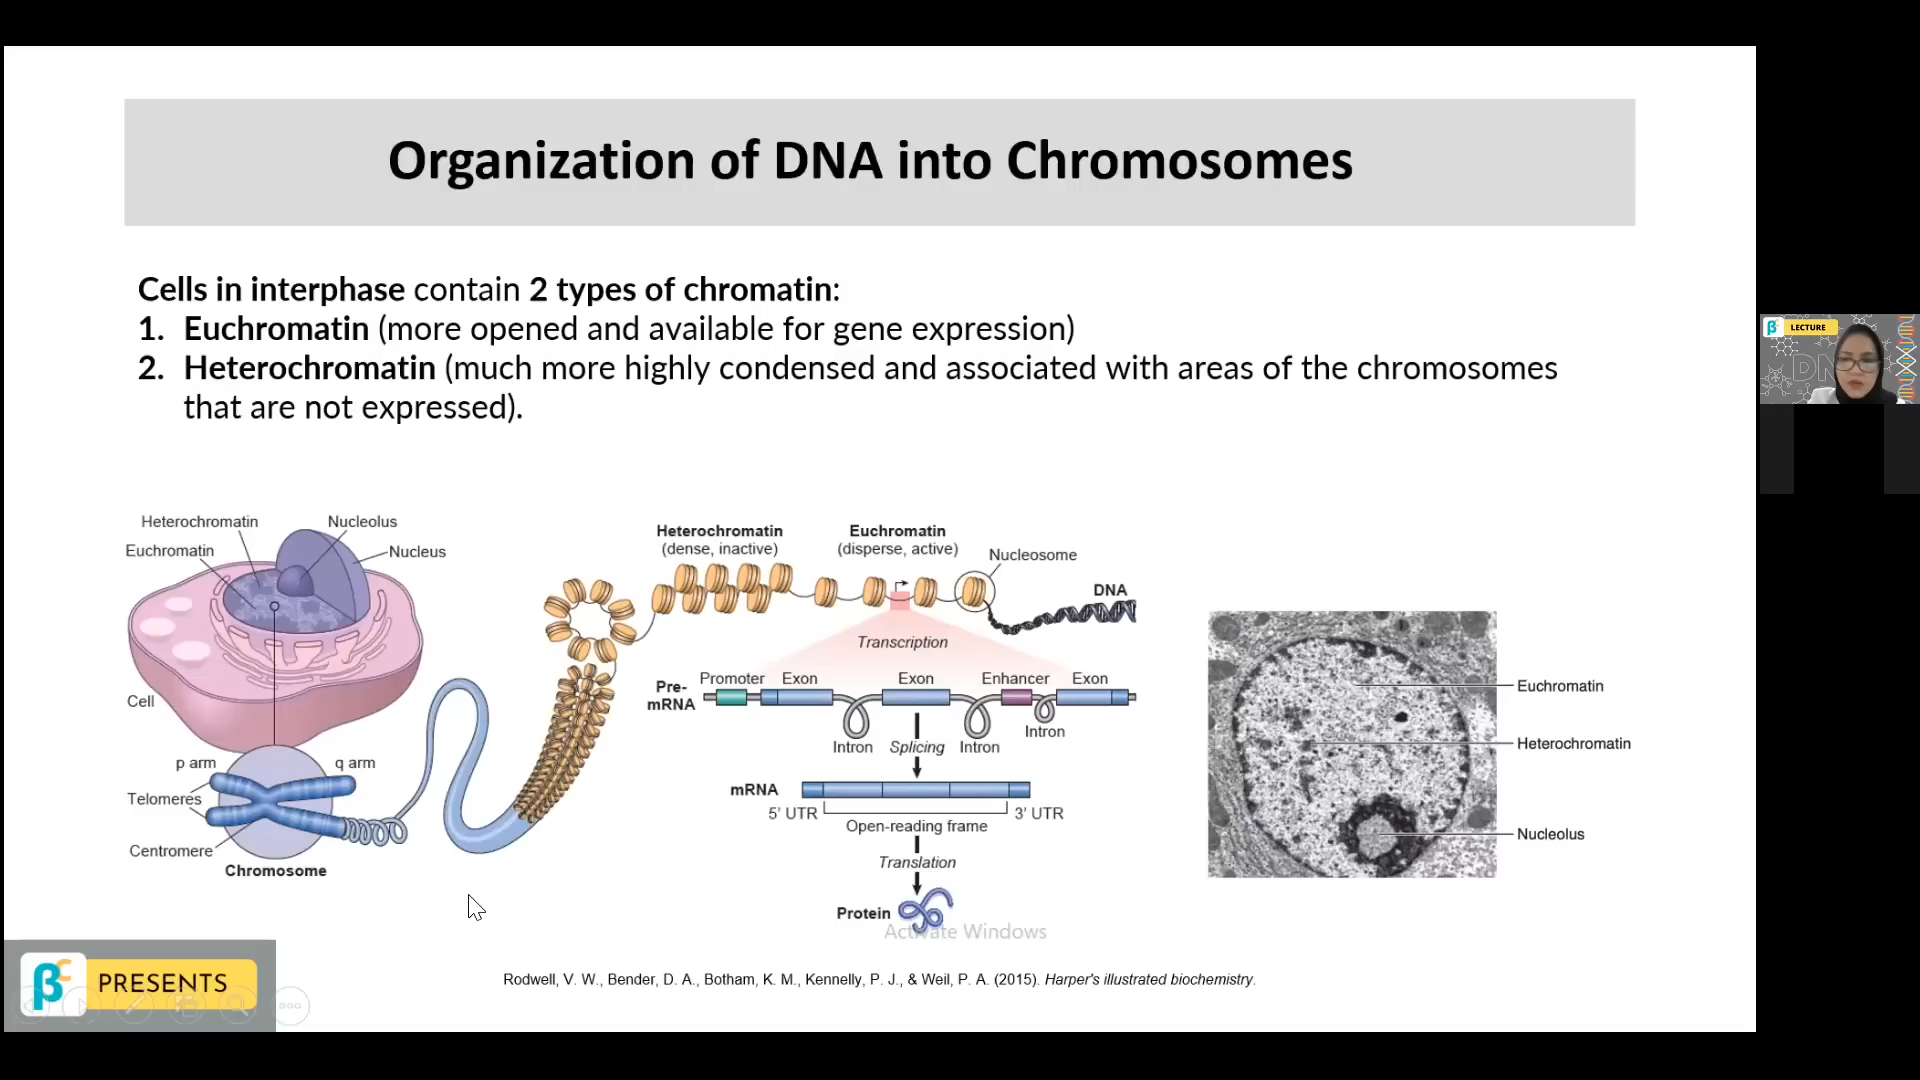 Organization of DNA into Chromosomes
Cells in interphase contain 2 types of chromatin:
1. Euchromatin (more opened and available for gene expression)
2. Heterochromatin (much more highly condensed and associated with areas of the chromosomes
that are not expressed).
Heterochromatin
Nucleolus
Euchromatin
Nucleus
Cell
p arm
q arm
Telomeres
Centromere
Chromosome
Heterochromatin
(dense, inactive)
Euchromatin
(disperse, active)
Nucleosome
DNA
Transcription
Promoter
Exon
Exon
Enhancer
Exon
Pre-
mRNA
Intron
Splicing
Intron
Intron
mRNA
5' UTR
3' UTR
Open-reading frame
Translation
Protein
Activate Windows
Euchromatin
Heterochromatin
Nucleolus
Rodwell, V. W., Bender, D. A., Botham, K. M., Kennelly, P. J., & Weil, P. A. (2015). Harper's illustrated biochemistry.
βc PRESENTS
β LECTURE